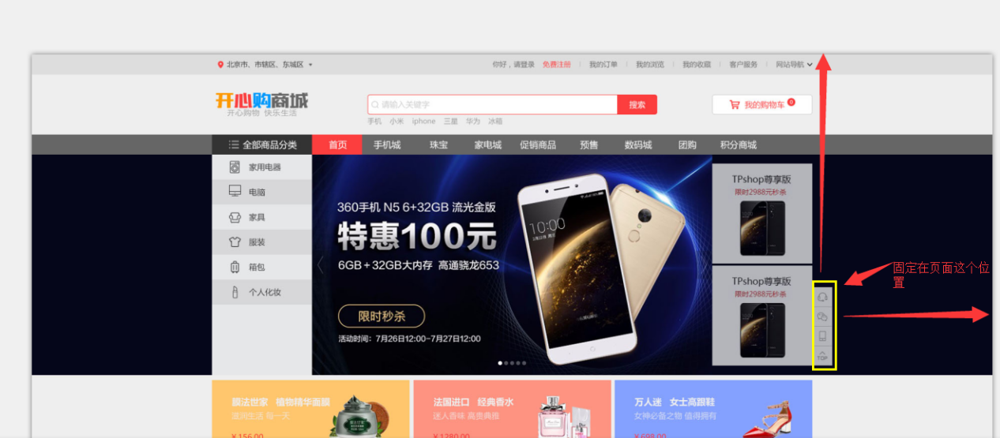 北京市、市辖区、东城区
你好，请登录 免费注册 我的订单 我的浏览 我的收藏 客户服务 网站导航
开心购商城
开心购物 快乐生活
请输入关键字 搜索
手机 小米 iphone 三星 华为 冰箱
我的购物车 0
全部商品分类 首页 手机城 珠宝 家电城 促销商品 预售 数码城 团购 积分商城
家用电器
电脑
家具
服装
箱包
个人化妆
360手机 N5 6+32GB 流光金版
特惠100元
6GB+32GB大内存 高通骁龙653
限时秒杀
活动时间：7月26日12:00-7月27日12:00
10:00
TPshop尊享版
限时2988元秒杀
TPshop尊享版
限时2988元秒杀
TOP
固定在页面这个位
置
膜法世家 植物精华面膜
滋润生活 每一天
￥156.00
法国进口 经典香水
迷人香味 高贵典雅
￥1280.00
万人迷 女士高跟鞋
女神必备之物 值得拥有
￥698.00